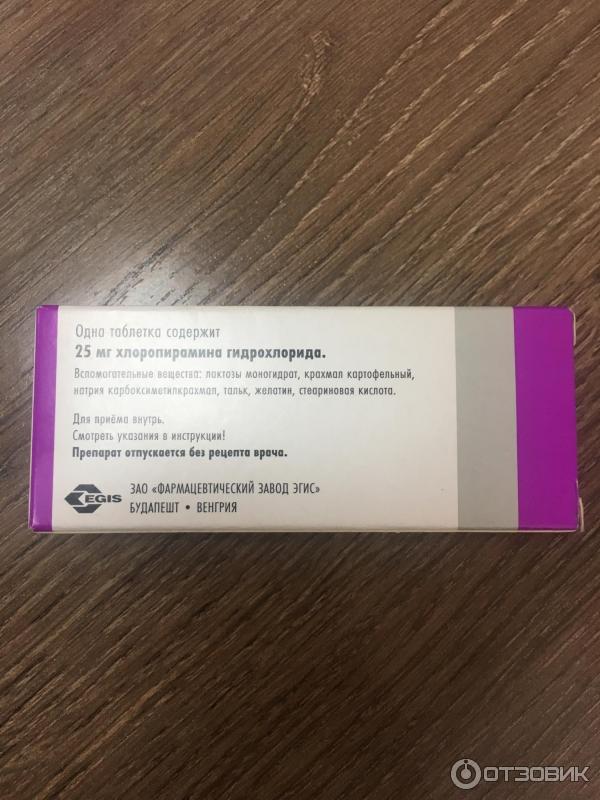 Одна таблетка содержит
25 мг хлоропирамина гидрохлорида.
Вспомогательные вещества: лактозы моногидрат, крахмал картофельный,
натрия карбоксиметилкрахмал, тальк, желатин, стеариновая кислота.
Для приёма внутрь.
Смотреть указания в инструкции!
Препарат отпускается без рецепта врача.
EGIS
ЗАО «ФАРМАЦЕВТИЧЕСКИЙ ЗАВОД ЭГИС»
БУДАПЕШТ • ВЕНГРИЯ
ОТЗОВИК